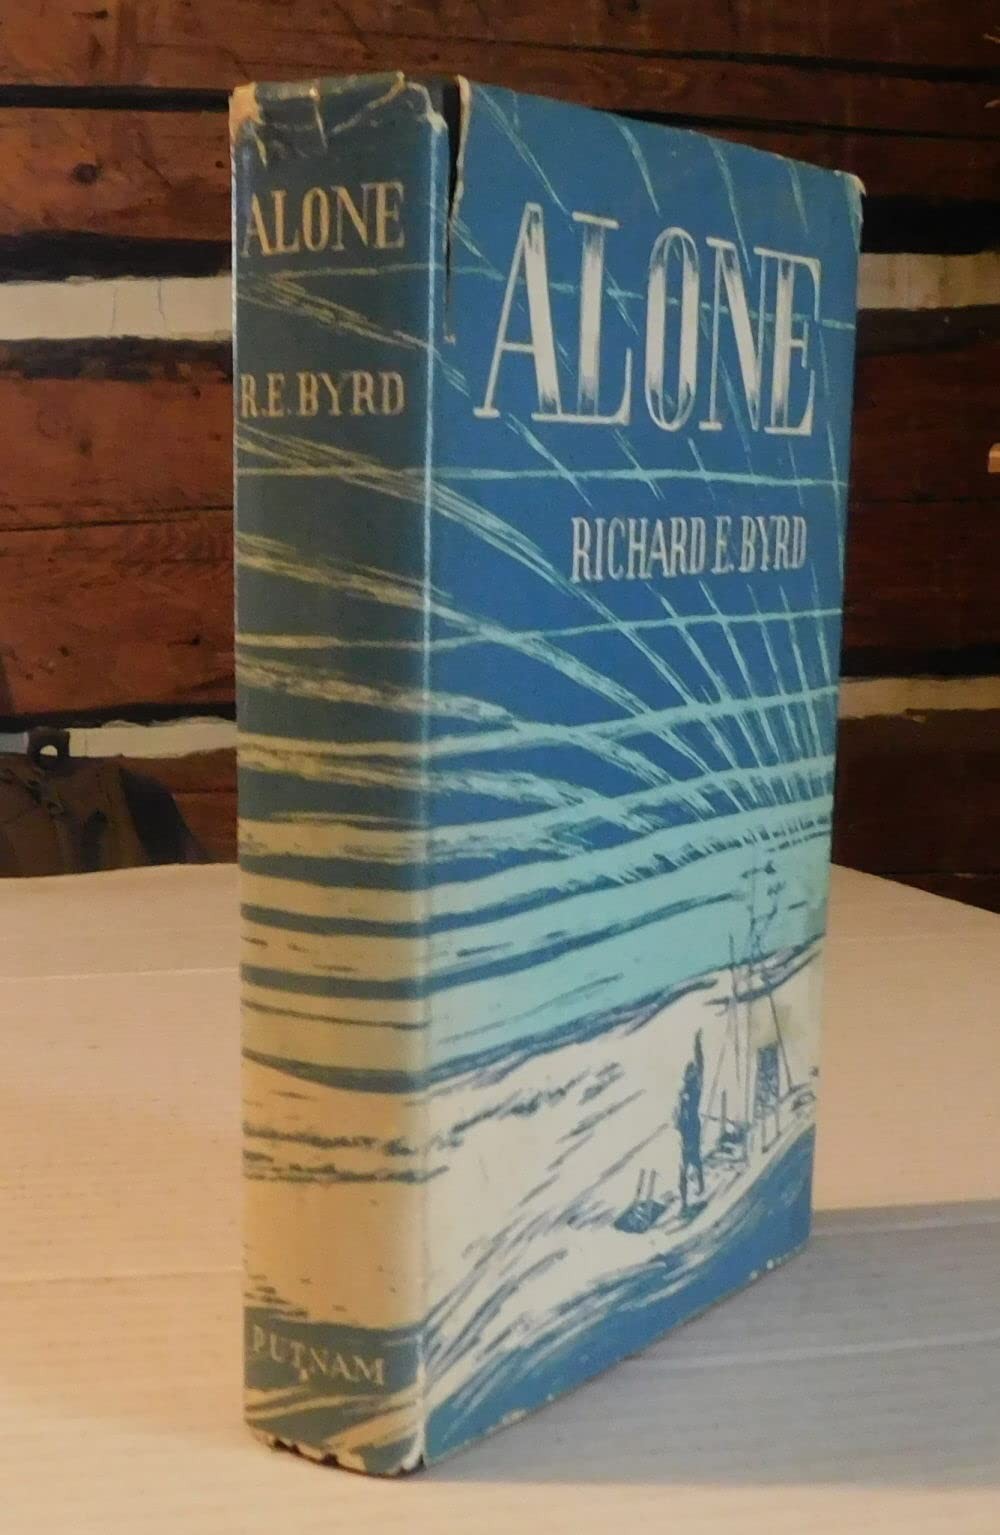 ALONE
R.E. BYRD
PUTNAM
ALONE
RICHARD E. BYRD